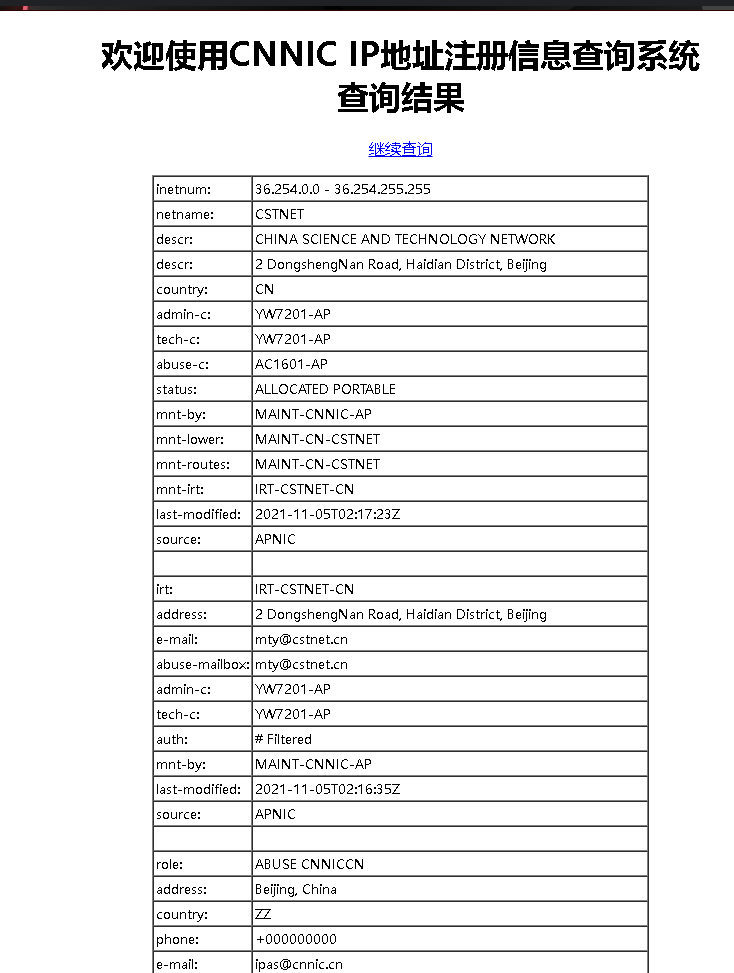 欢迎使用CNNIC IP地址注册信息查询系统
查询结果
继续查询
inetnum: 36.254.0.0 - 36.254.255.255
netname: CSTNET
descr: CHINA SCIENCE AND TECHNOLOGY NETWORK
descr: 2 DongshengNan Road, Haidian District, Beijing
country: CN
admin-c: YW7201-AP
tech-c: YW7201-AP
abuse-c: AC1601-AP
status: ALLOCATED PORTABLE
mnt-by: MAINT-CNNIC-AP
mnt-lower: MAINT-CN-CSTNET
mnt-routes: MAINT-CN-CSTNET
mnt-irt: IRT-CSTNET-CN
last-modified: 2021-11-05T02:17:23Z
source: APNIC
irt: IRT-CSTNET-CN
address: 2 DongshengNan Road, Haidian District, Beijing
e-mail: mty@cstnet.cn
abuse-mailbox: mty@cstnet.cn
admin-c: YW7201-AP
tech-c: YW7201-AP
auth: # Filtered
mnt-by: MAINT-CNNIC-AP
last-modified: 2021-11-05T02:16:35Z
source: APNIC
role: ABUSE CNNICCN
address: Beijing, China
country: ZZ
phone: +000000000
e-mail: ipas@cnnic.cn